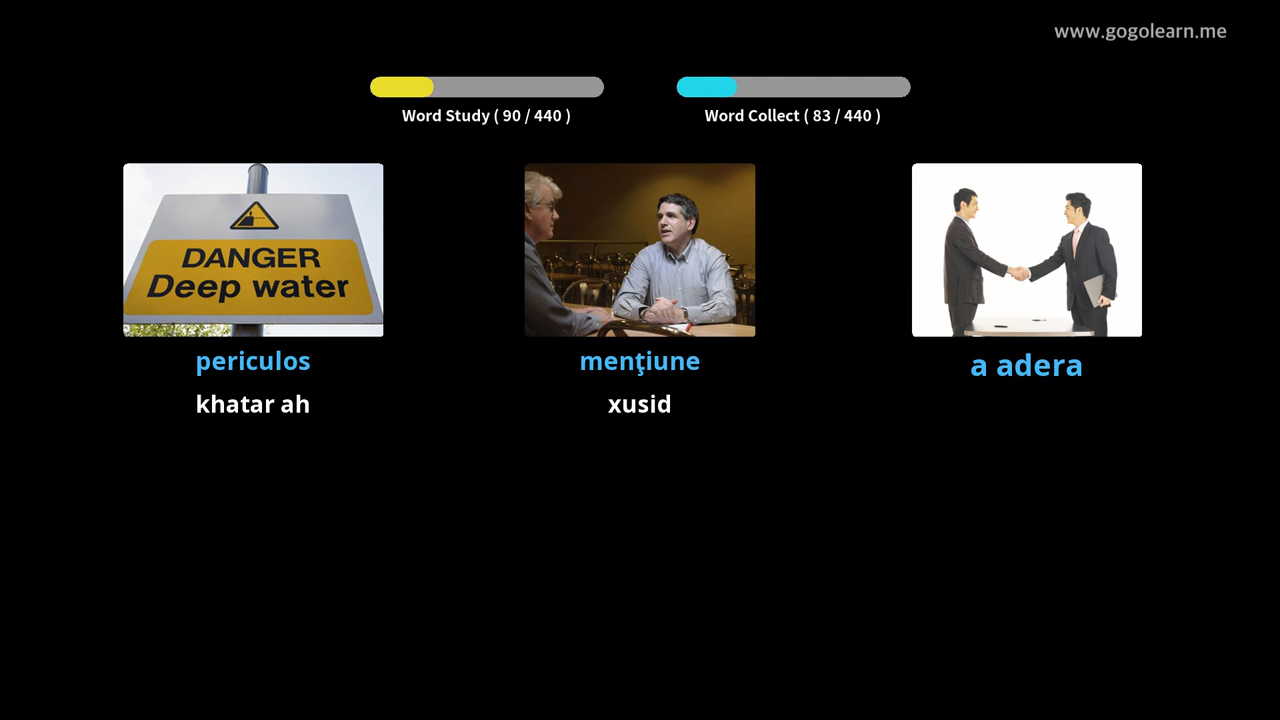 www.gogolearn.me
Word Study ( 90 / 440 )
Word Collect ( 83 / 440 )
DANGER
Deep water
periculos
menţiune
a adera
khatar ah
xusid